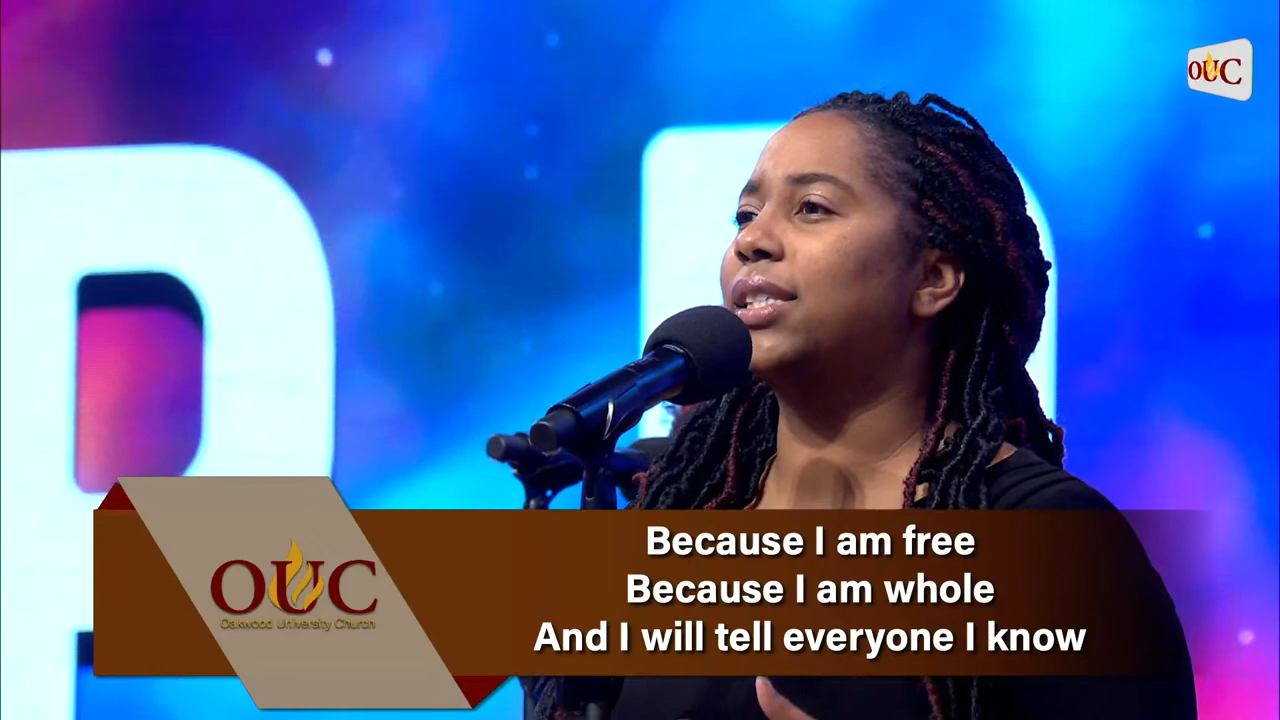 OUC
OUC
Oakwood University Church
Because I am free
Because I am whole
And I will tell everyone I know